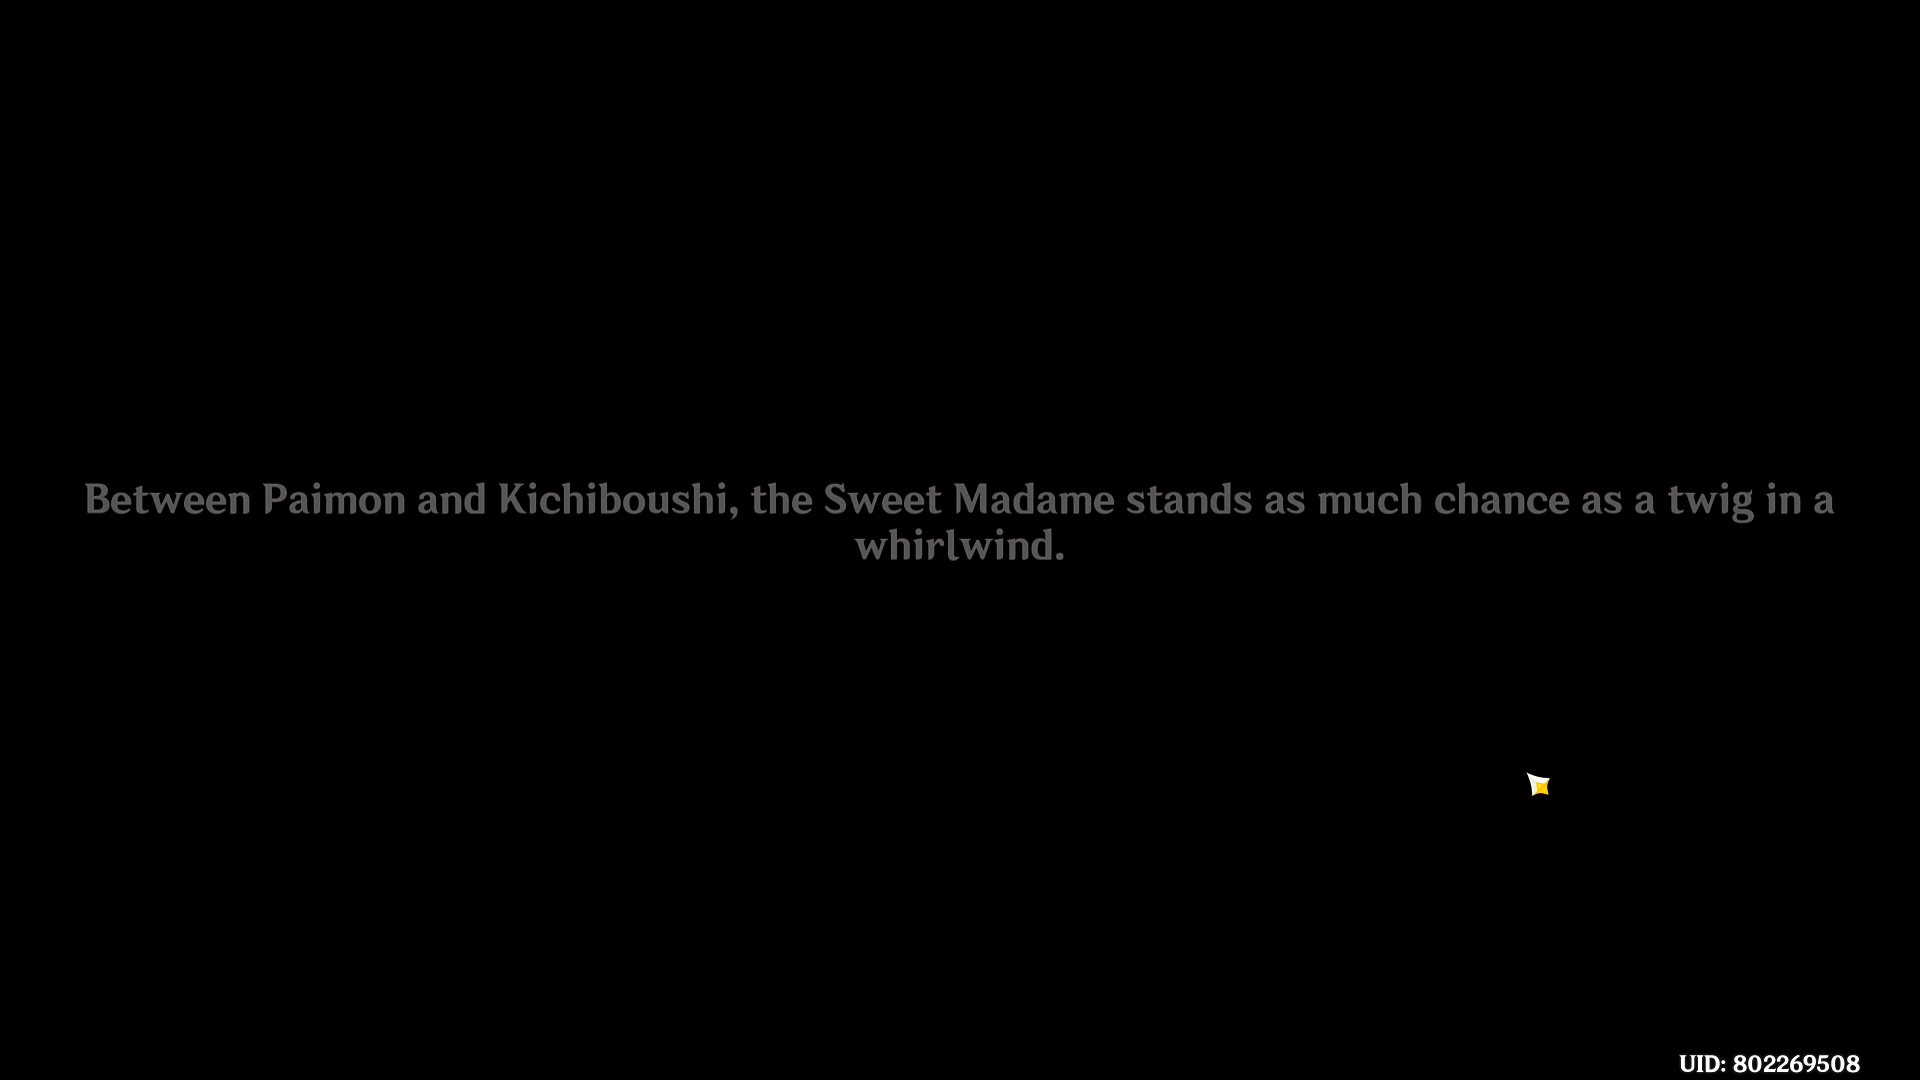 Between Paimon and Kichiboushi, the Sweet Madame stands as much chance as a twig in a
whirlwind.
UID: 802269508